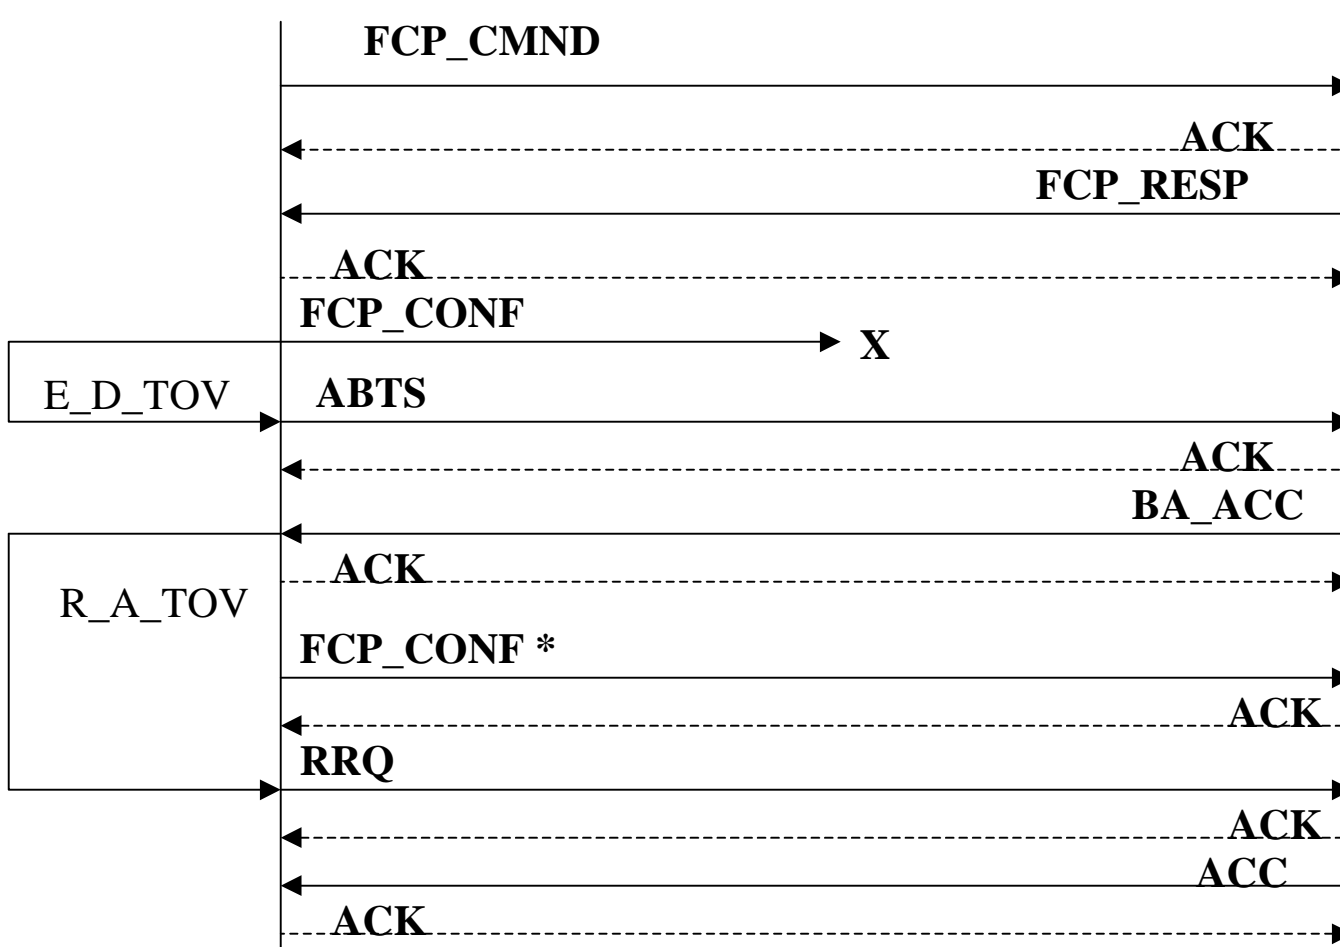 FCP_CMND
ACK
FCP_RESP
ACK
FCP_CONF
X
E_D_TOV
ABTS
ACK
BA_ACC
ACK
R_A_TOV
FCP_CONF *
ACK
RRQ
ACK
ACC
ACK